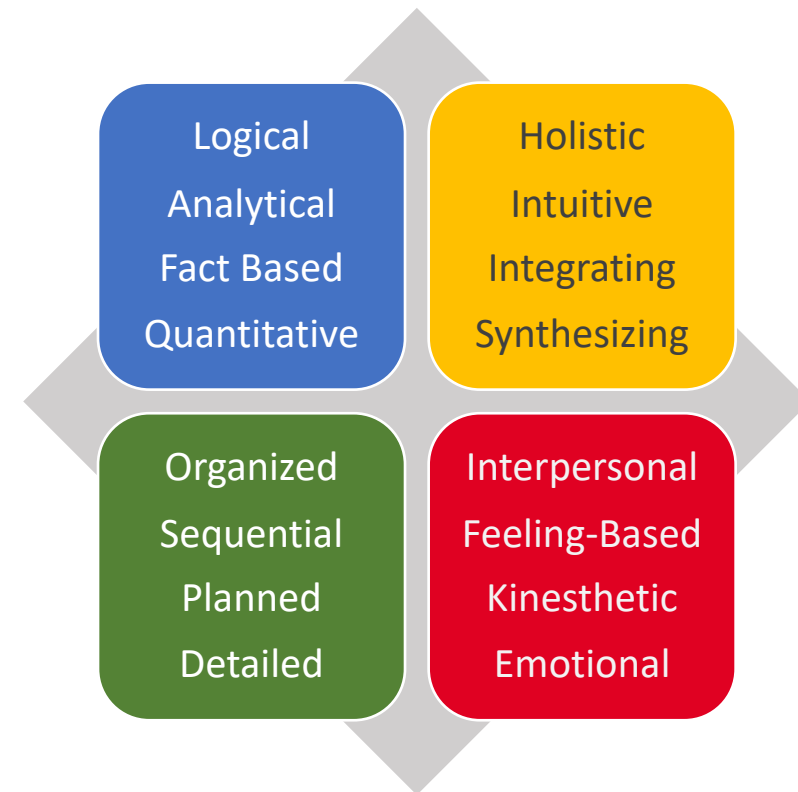 Logical
Analytical
Fact Based
Quantitative
Holistic
Intuitive
Integrating
Synthesizing
Organized
Sequential
Planned
Detailed
Interpersonal
Feeling-Based
Kinesthetic
Emotional